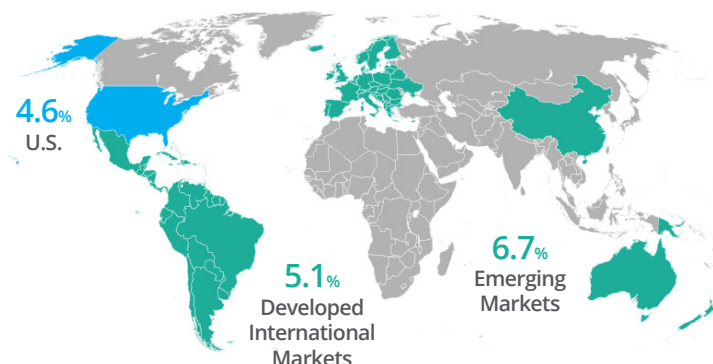 4.6%
U.S.
5.1%
Developed
International
Markets
6.7%
Emerging
Markets